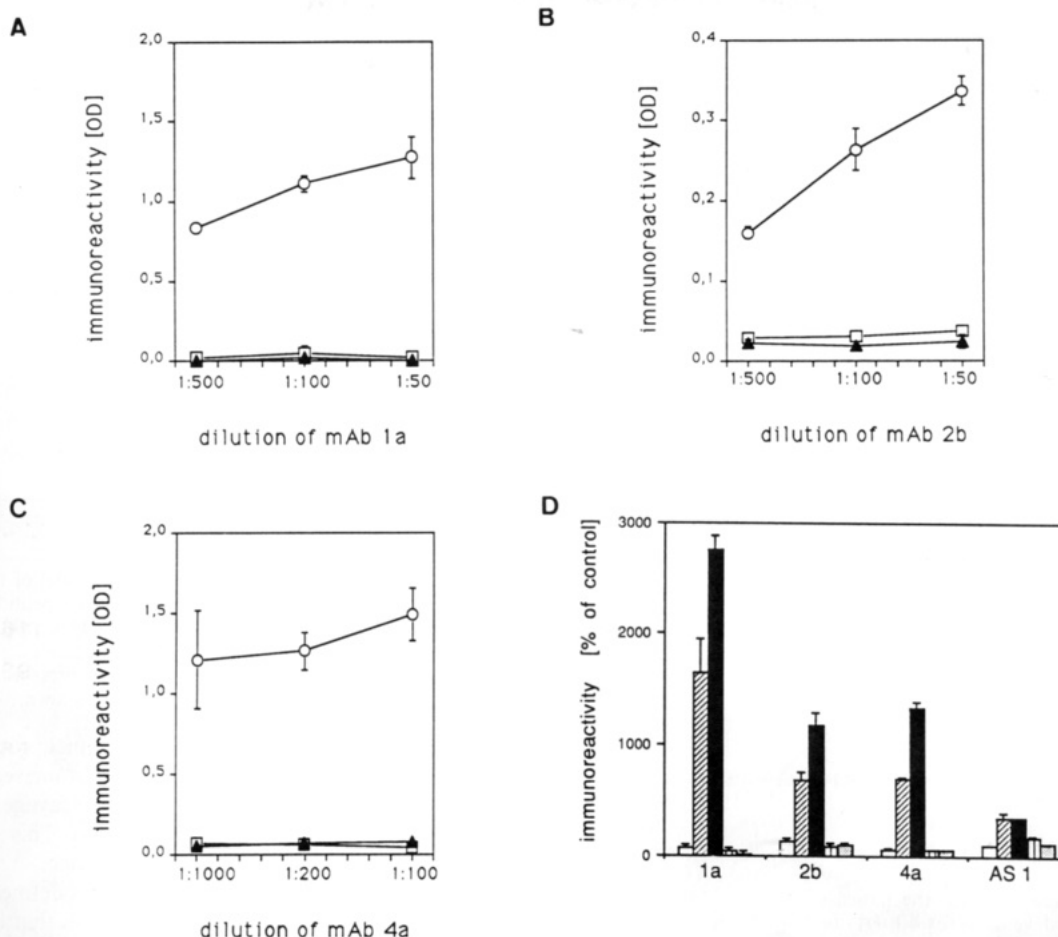 A
immunoreactivity [OD]
2,0
1,5
1,0
0,5
0,0
1:500 1:100 1:50
dilution of mAb 1a
B
immunoreactivity [OD]
0,4
0,3
0,2
0,1
0,0
1:500 1:100 1:50
dilution of mAb 2b
C
immunoreactivity [OD]
2,0
1,5
1,0
0,5
0,0
1:1000 1:200 1:100
dilution of mAb 4a
D
immunoreactivity [% of control]
3000
2000
1000
0
1a 2b 4a AS 1